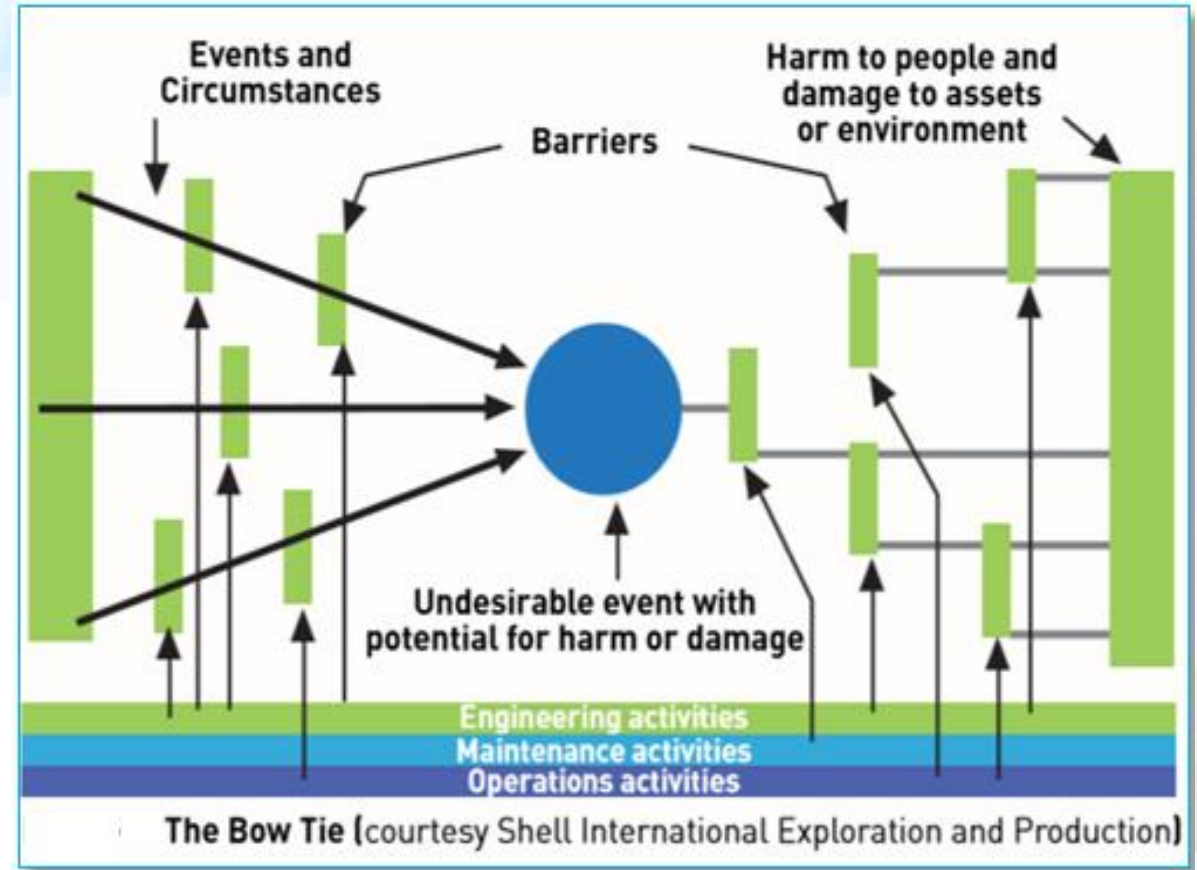 Events and
Circumstances
Harm to people and
damage to assets
or environment
Barriers
Undesirable event with
potential for harm or damage
Engineering activities
Maintenance activities
Operations activities
The Bow Tie (courtesy Shell International Exploration and Production)